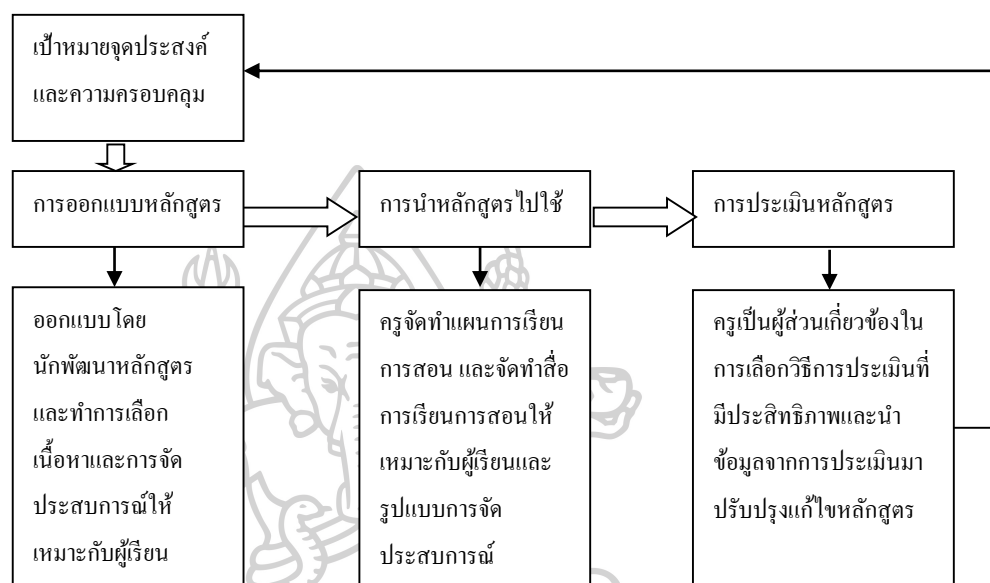 เป้าหมายจุดประสงค์
และความครอบคลุม
การออกแบบหลักสูตร
การนำหลักสูตรไปใช้
การประเมินหลักสูตร
ออกแบบโดย
นักพัฒนาหลักสูตร
และทำการเลือก
เนื้อหาและการจัด
ประสบการณ์ให้
เหมาะกับผู้เรียน
ครูจัดทำแผนการเรียน
การสอน และจัดทำสื่อ
การเรียนการสอนให้
เหมาะกับผู้เรียนและ
รูปแบบการจัด
ประสบการณ์
ครูเป็นผู้ส่วนเกี่ยวข้องใน
การเลือกวิธีการประเมินที่
มีประสิทธิภาพและนำ
ข้อมูลจากการประเมินมา
ปรับปรุงแก้ไขหลักสูตร